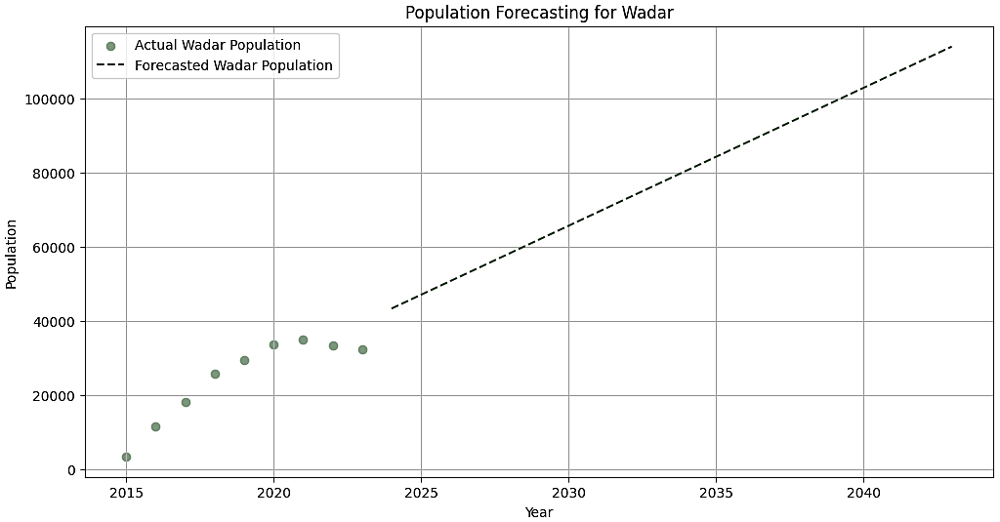 Population Forecasting for Wadar
Actual Wadar Population
Forecasted Wadar Population
Population
100000
80000
60000
40000
20000
0
2015 2020 2025 2030 2035 2040
Year